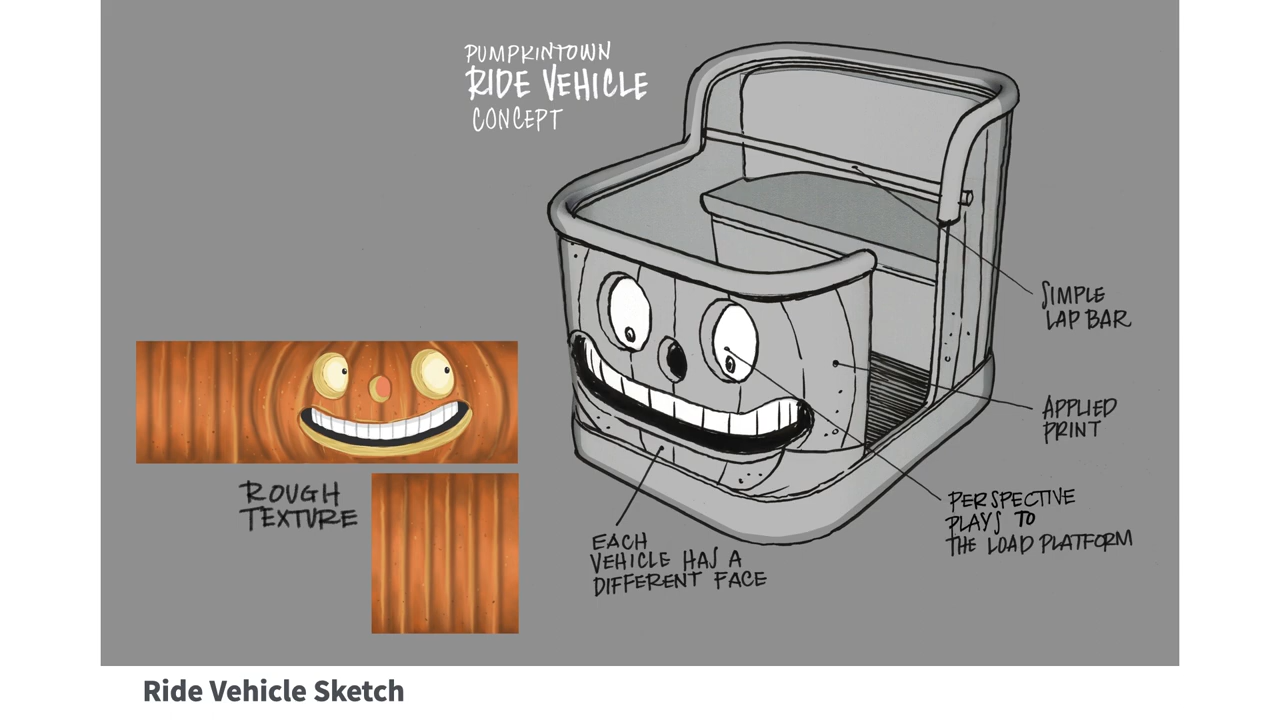 PUMPKINTOWN
RIDE VEHICLE
CONCEPT
SIMPLE
LAP BAR
APPLIED
PRINT
PERSPECTIVE
PLAYS TO
THE LOAD PLATFORM
EACH
VEHICLE HAS A
DIFFERENT FACE
ROUGH
TEXTURE
Ride Vehicle Sketch